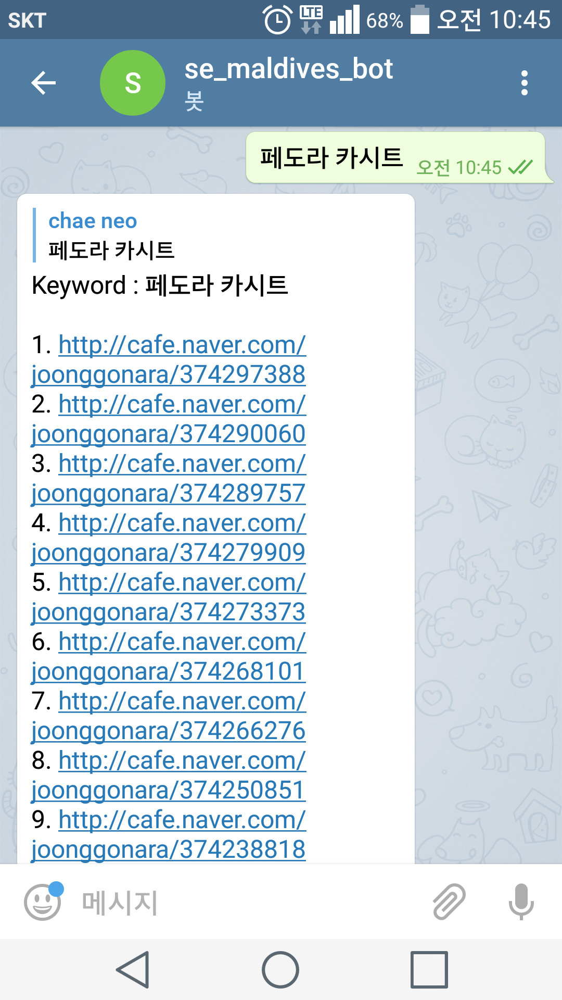 SKT LTE 68% 오전 10:45
S
se_maldives_bot
봇
페도라 카시트 오전 10:45
chae neo
페도라 카시트
Keyword : 페도라 카시트
1. http://cafe.naver.com/
joonggonara/374297388
2. http://cafe.naver.com/
joonggonara/374290060
3. http://cafe.naver.com/
joonggonara/374289757
4. http://cafe.naver.com/
joonggonara/374279909
5. http://cafe.naver.com/
joonggonara/374273373
6. http://cafe.naver.com/
joonggonara/374268101
7. http://cafe.naver.com/
joonggonara/374266276
8. http://cafe.naver.com/
joonggonara/374250851
9. http://cafe.naver.com/
joonggonara/374238818
메시지